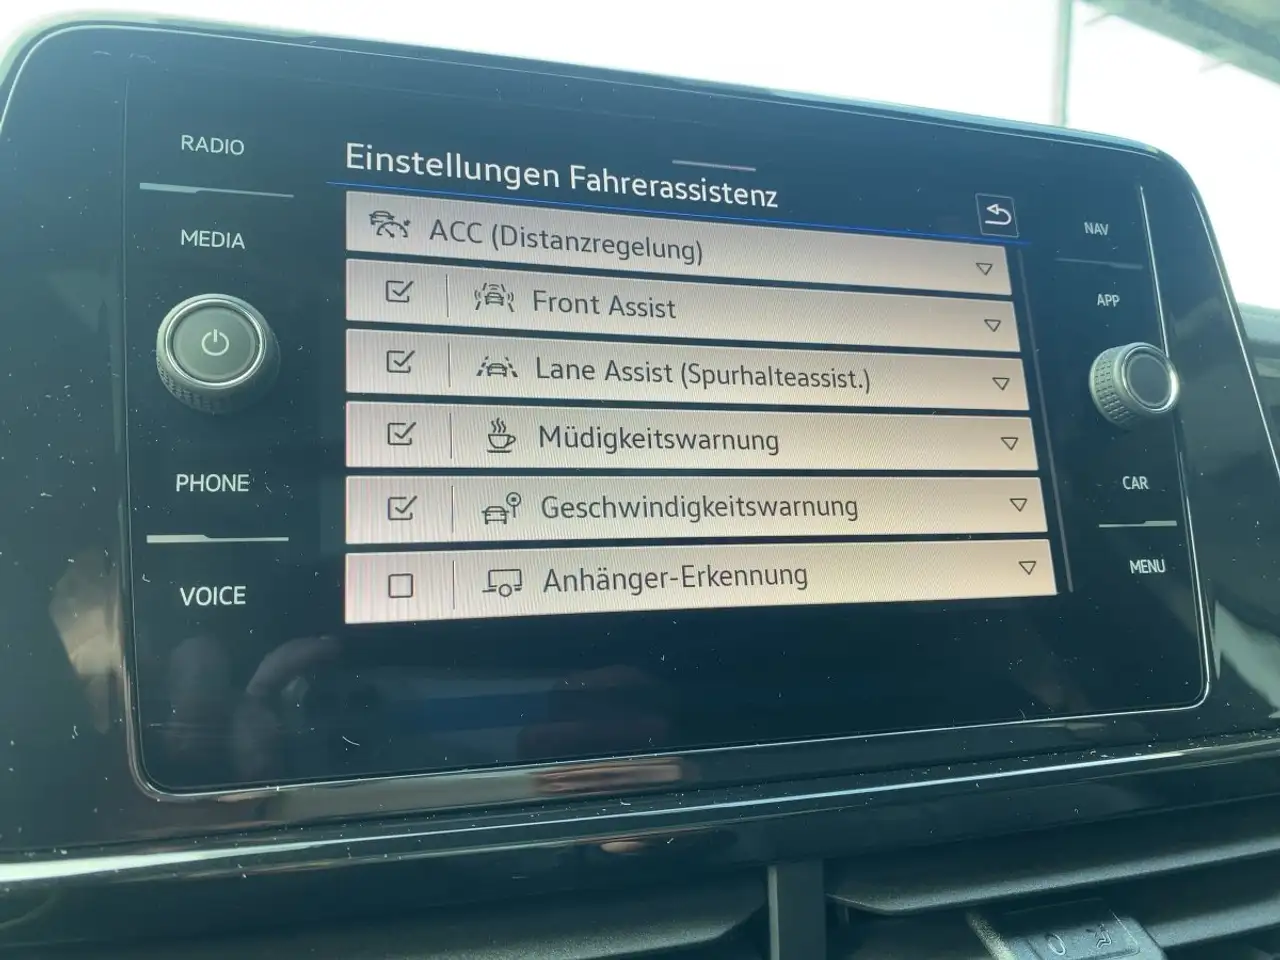 RADIO
MEDIA
PHONE
VOICE
Einstellungen Fahrerassistenz
ACC (Distanzregelung)
Front Assist
Lane Assist (Spurhalteassist.)
Müdigkeitswarnung
Geschwindigkeitswarnung
Anhänger-Erkennung
NAV
APP
CAR
MENU